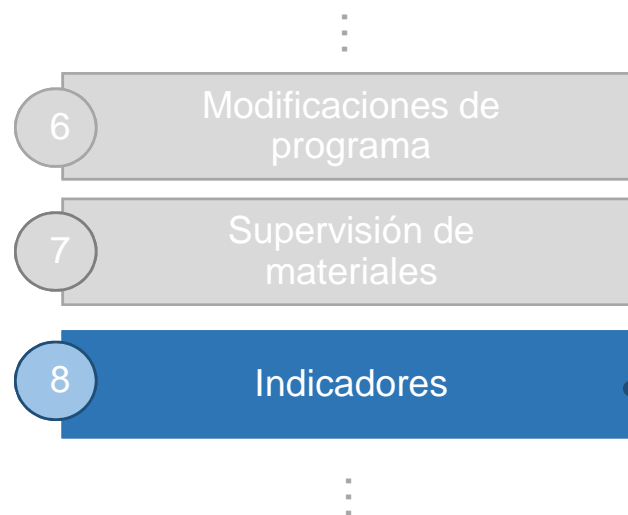 6
Modificaciones de
programa
7
Supervisión de
materiales
8
Indicadores